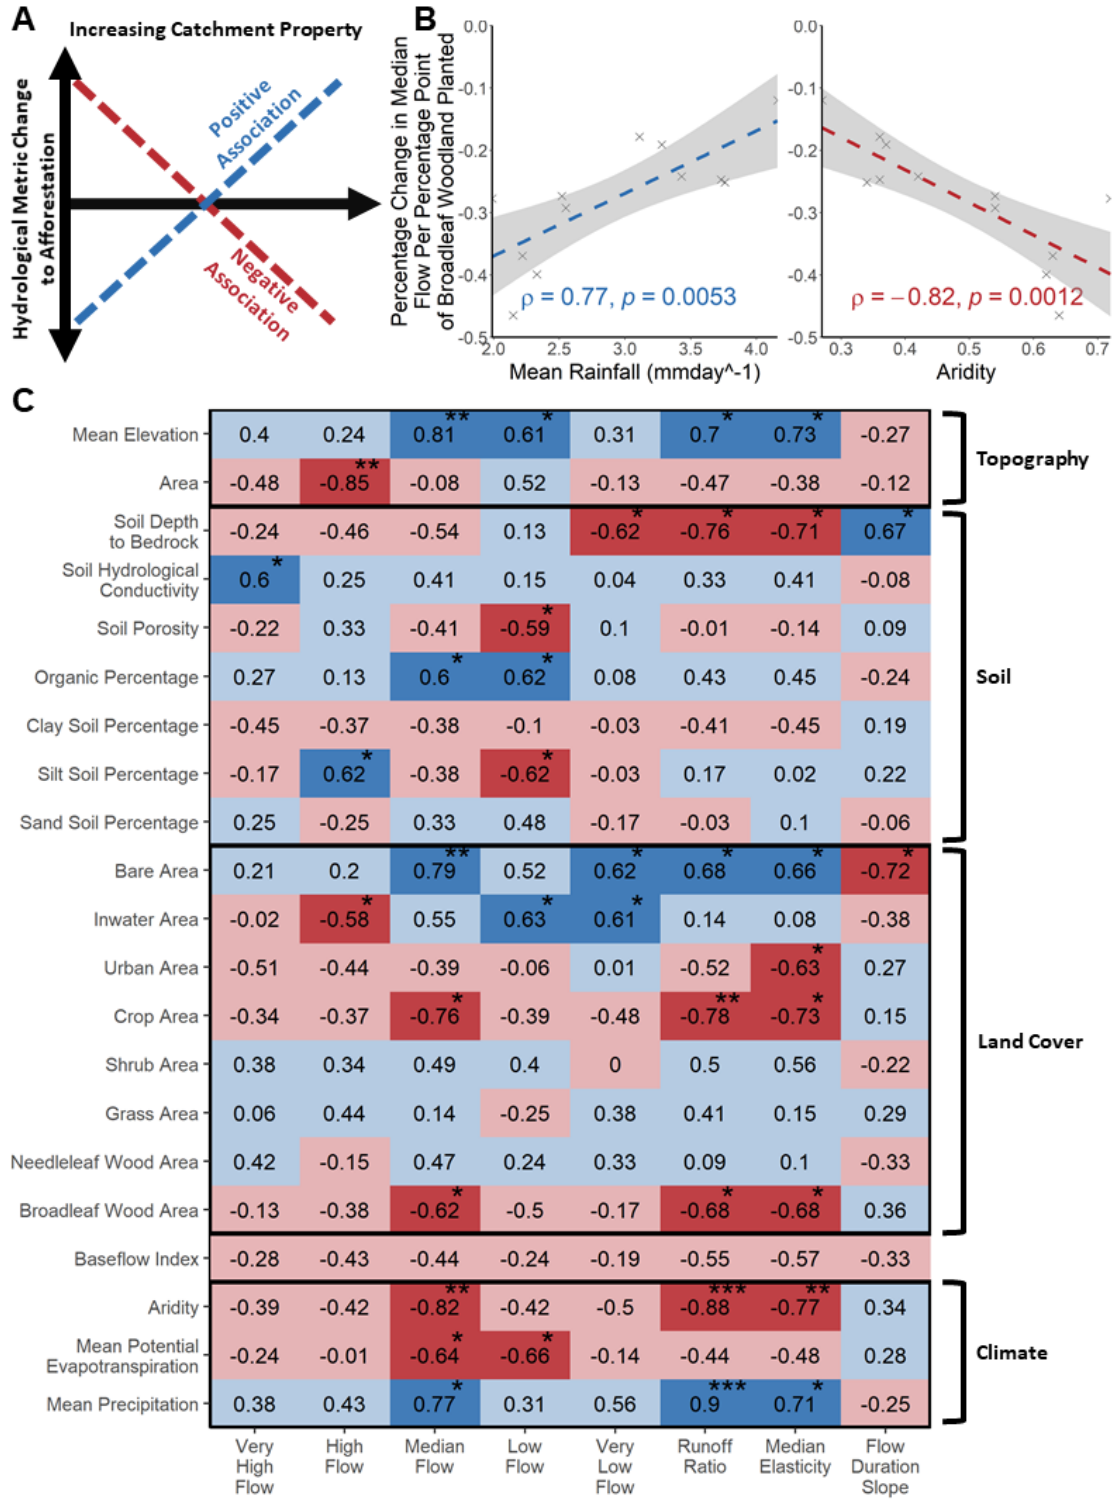 A
Increasing Catchment Property
Hydrological Metric Change
to Afforestation
Positive
Association
Negative
Association
B
Percentage Change in Median
Flow Per Percentage Point
of Broadleaf Woodland Planted
0.0
-0.1
-0.2
-0.3
-0.4
-0.5
ρ = 0.77, p = 0.0053
2.0 2.5 3.0 3.5 4.0
Mean Rainfall (mmday^-1)
0.0
-0.1
-0.2
-0.3
-0.4
-0.5
ρ = −0.82, p = 0.0012
0.3 0.4 0.5 0.6 0.7
Aridity
C
Mean Elevation 0.4 0.24 0.81** 0.61* 0.31 0.7* 0.73* -0.27
Area -0.48 -0.85** -0.08 0.52 -0.13 -0.47 -0.38 -0.12
Topography
Soil Depth
to Bedrock -0.24 -0.46 -0.54 0.13 -0.62* -0.76* -0.71* 0.67*
Soil Hydrological
Conductivity 0.6* 0.25 0.41 0.15 0.04 0.33 0.41 -0.08
Soil Porosity -0.22 0.33 -0.41 -0.59* 0.1 -0.01 -0.14 0.09
Organic Percentage 0.27 0.13 0.6* 0.62* 0.08 0.43 0.45 -0.24
Soil
Clay Soil Percentage -0.45 -0.37 -0.38 -0.1 -0.03 -0.41 -0.45 0.19
Silt Soil Percentage -0.17 0.62* -0.38 -0.62* -0.03 0.17 0.02 0.22
Sand Soil Percentage 0.25 -0.25 0.33 0.48 -0.17 -0.03 0.1 -0.06
Bare Area 0.21 0.2 0.79** 0.52 0.62* 0.68* 0.66* -0.72*
Inwater Area -0.02 -0.58* 0.55 0.63* 0.61* 0.14 0.08 -0.38
Urban Area -0.51 -0.44 -0.39 -0.06 0.01 -0.52 -0.63* 0.27
Crop Area -0.34 -0.37 -0.76* -0.39 -0.48 -0.78** -0.73* 0.15
Land Cover
Shrub Area 0.38 0.34 0.49 0.4 0 0.5 0.56 -0.22
Grass Area 0.06 0.44 0.14 -0.25 0.38 0.41 0.15 0.29
Needleleaf Wood Area 0.42 -0.15 0.47 0.24 0.33 0.09 0.1 -0.33
Broadleaf Wood Area -0.13 -0.38 -0.62* -0.5 -0.17 -0.68* -0.68* 0.36
Baseflow Index -0.28 -0.43 -0.44 -0.24 -0.19 -0.55 -0.57 -0.33
Aridity -0.39 -0.42 -0.82** -0.42 -0.5 -0.88*** -0.77** 0.34
Mean Potential
Evapotranspiration -0.24 -0.01 -0.64* -0.66* -0.14 -0.44 -0.48 0.28
Climate
Mean Precipitation 0.38 0.43 0.77* 0.31 0.56 0.9*** 0.71* -0.25
Very
High
Flow
High
Flow
Median
Flow
Low
Flow
Very
Low
Flow
Runoff
Ratio
Median
Elasticity
Flow
Duration
Slope